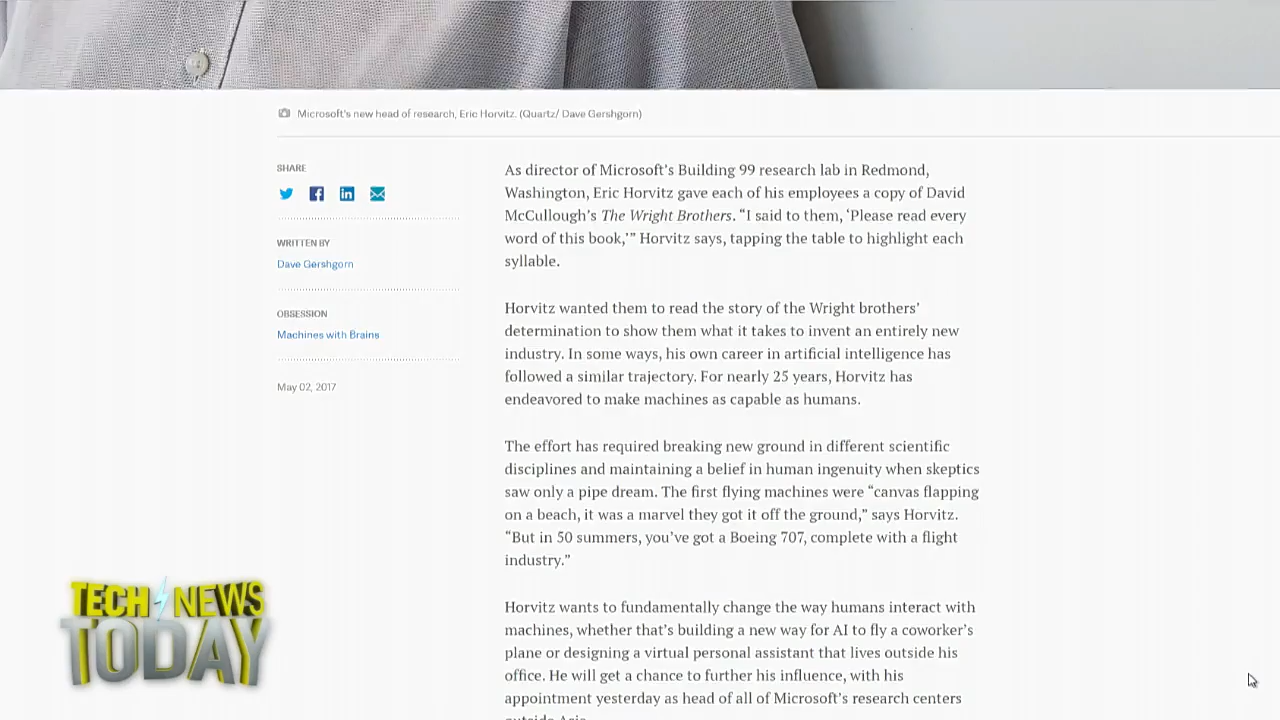 Microsoft's new head of research, Eric Horvitz. (Quartz/ Dave Gershgorn)
SHARE
WRITTEN BY
Dave Gershgorn
OBSESSION
Machines with Brains
May 02, 2017
As director of Microsoft's Building 99 research lab in Redmond,
Washington, Eric Horvitz gave each of his employees a copy of David
McCullough's The Wright Brothers. “I said to them, ‘Please read every
word of this book,’” Horvitz says, tapping the table to highlight each
syllable.
Horvitz wanted them to read the story of the Wright brothers’
determination to show them what it takes to invent an entirely new
industry. In some ways, his own career in artificial intelligence has
followed a similar trajectory. For nearly 25 years, Horvitz has
endeavored to make machines as capable as humans.
The effort has required breaking new ground in different scientific
disciplines and maintaining a belief in human ingenuity when skeptics
saw only a pipe dream. The first flying machines were “canvas flapping
on a beach, it was a marvel they got it off the ground,” says Horvitz.
“But in 50 summers, you’ve got a Boeing 707, complete with a flight
industry.”
Horvitz wants to fundamentally change the way humans interact with
machines, whether that’s building a new way for AI to fly a coworker’s
plane or designing a virtual personal assistant that lives outside his
office. He will get a chance to further his influence, with his
appointment yesterday as head of all of Microsoft’s research centers
outside Asia.
TECH NEWS
TODAY